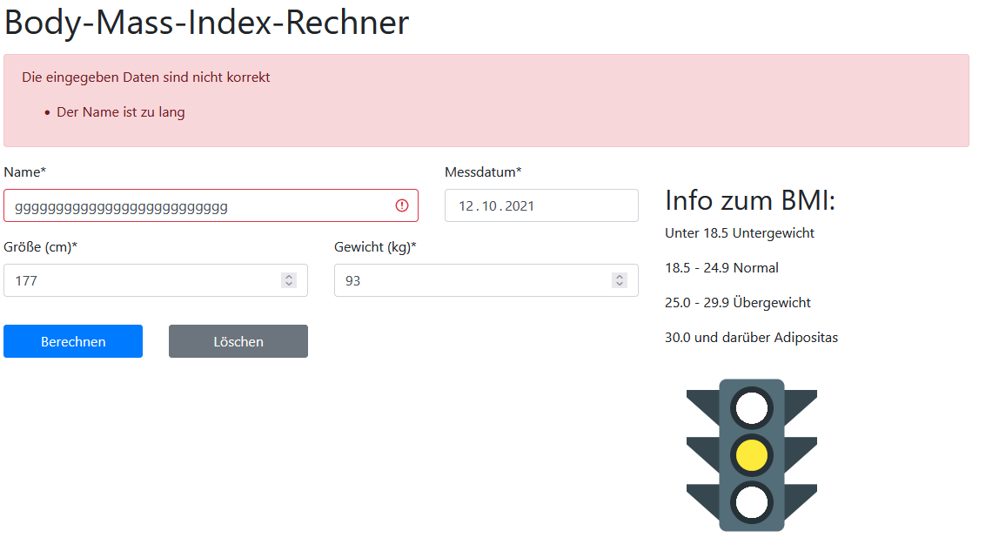 Body-Mass-Index-Rechner
Die eingegeben Daten sind nicht korrekt
• Der Name ist zu lang
Name*
Messdatum*
gggggggggggggggggggggggggg
12.10.2021
Größe (cm)*
Gewicht (kg)*
177
93
Berechnen
Löschen
Info zum BMI:
Unter 18.5 Untergewicht
18.5 - 24.9 Normal
25.0 - 29.9 Übergewicht
30.0 und darüber Adipositas